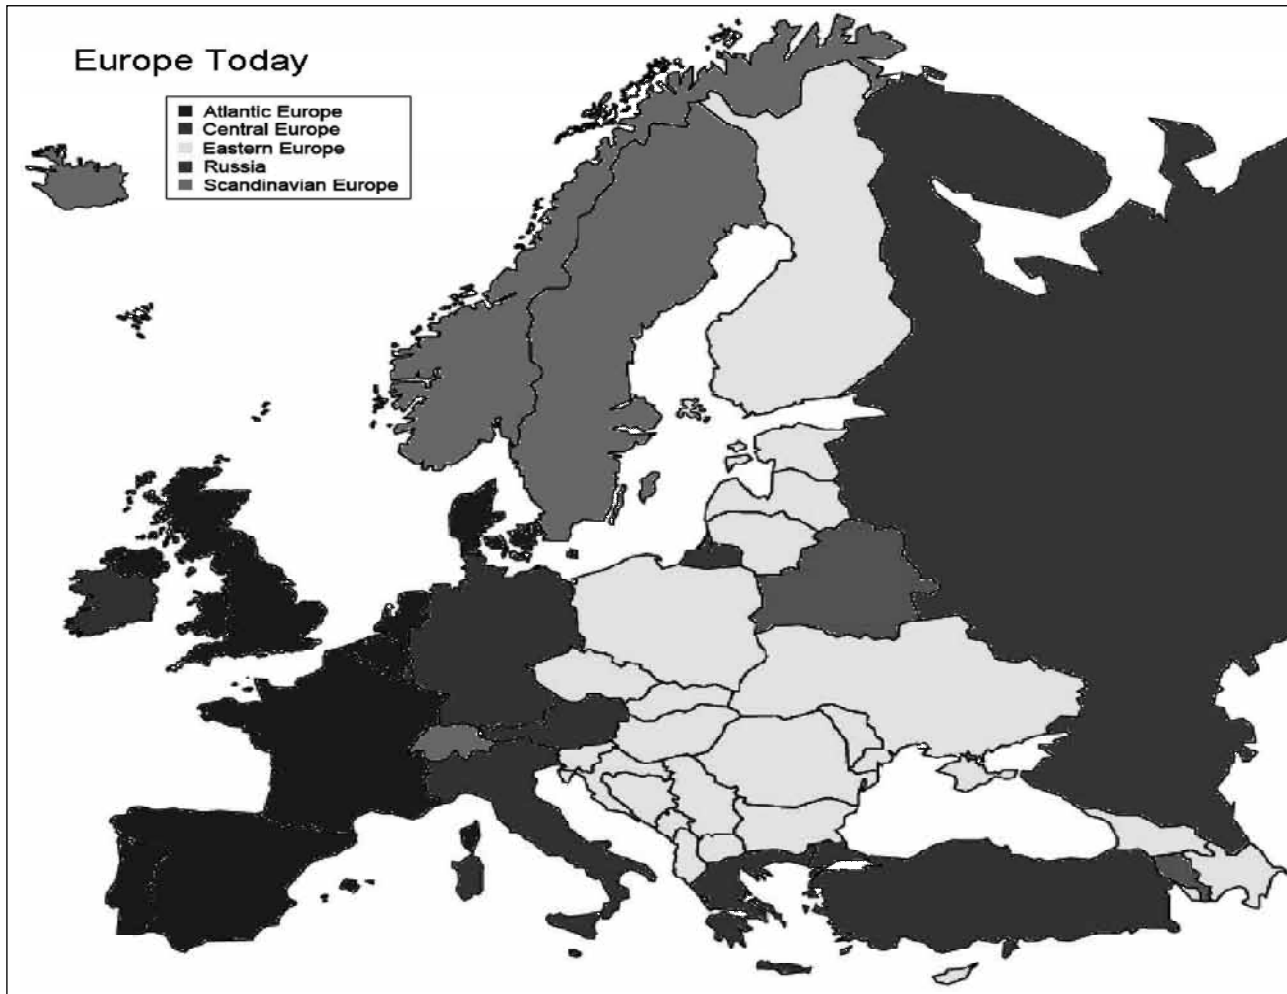 Europe Today
Atlantic Europe
Central Europe
Eastern Europe
Russia
Scandinavian Europe